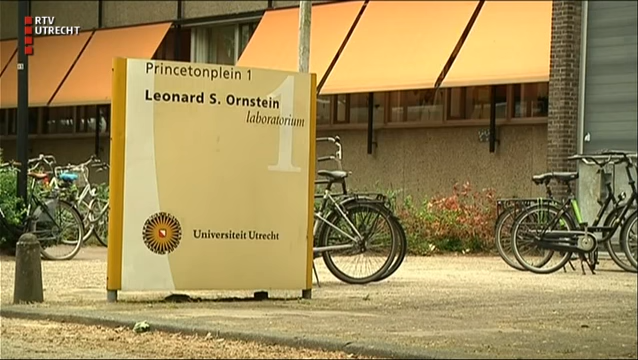 RTV
UTRECHT
Princetonplein 1
Leonard S. Ornstein
laboratorium
1
Universiteit Utrecht